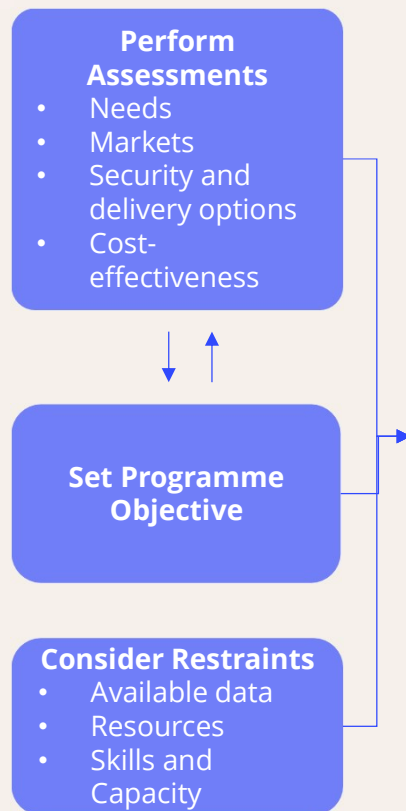 Perform
Assessments
• Needs
• Markets
• Security and
delivery options
• Cost-
effectiveness
Set Programme
Objective
Consider Restraints
• Available data
• Resources
• Skills and
Capacity